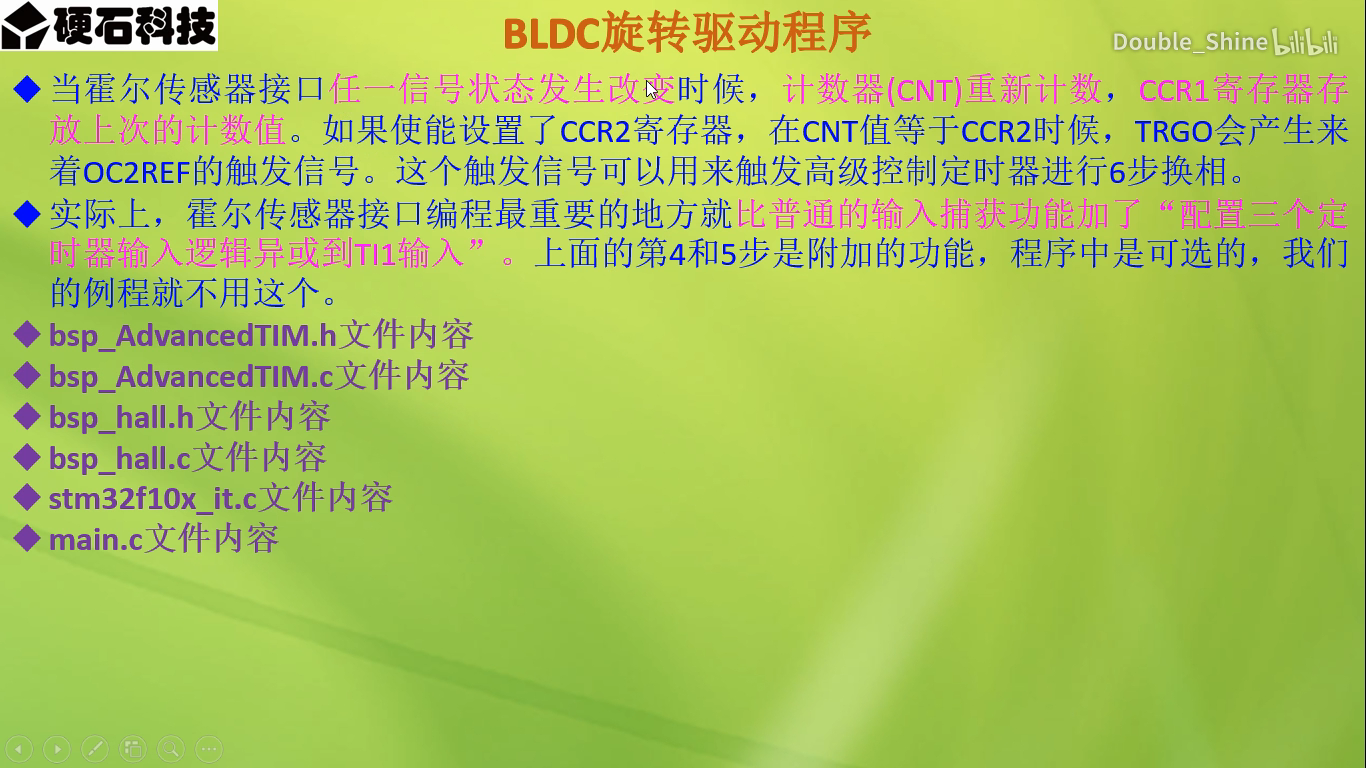 硬石科技
BLDC旋转驱动程序
Double_Shine bilibili
当霍尔传感器接口任一信号状态发生改变时候，计数器(CNT)重新计数，CCR1寄存器存
放上次的计数值。如果使能设置了CCR2寄存器，在CNT值等于CCR2时候，TRGO会产生来
着OC2REF的触发信号。这个触发信号可以用来触发高级控制定时器进行6步换相。
实际上，霍尔传感器接口编程最重要的地方就比普通的输入捕获功能加了“配置三个定
时器输入逻辑异或到TI1输入”。上面的第4和5步是附加的功能，程序中是可选的，我们
的例程就不用这个。
bsp_AdvancedTIM.h文件内容
bsp_AdvancedTIM.c文件内容
bsp_hall.h文件内容
bsp_hall.c文件内容
stm32f10x_it.c文件内容
main.c文件内容